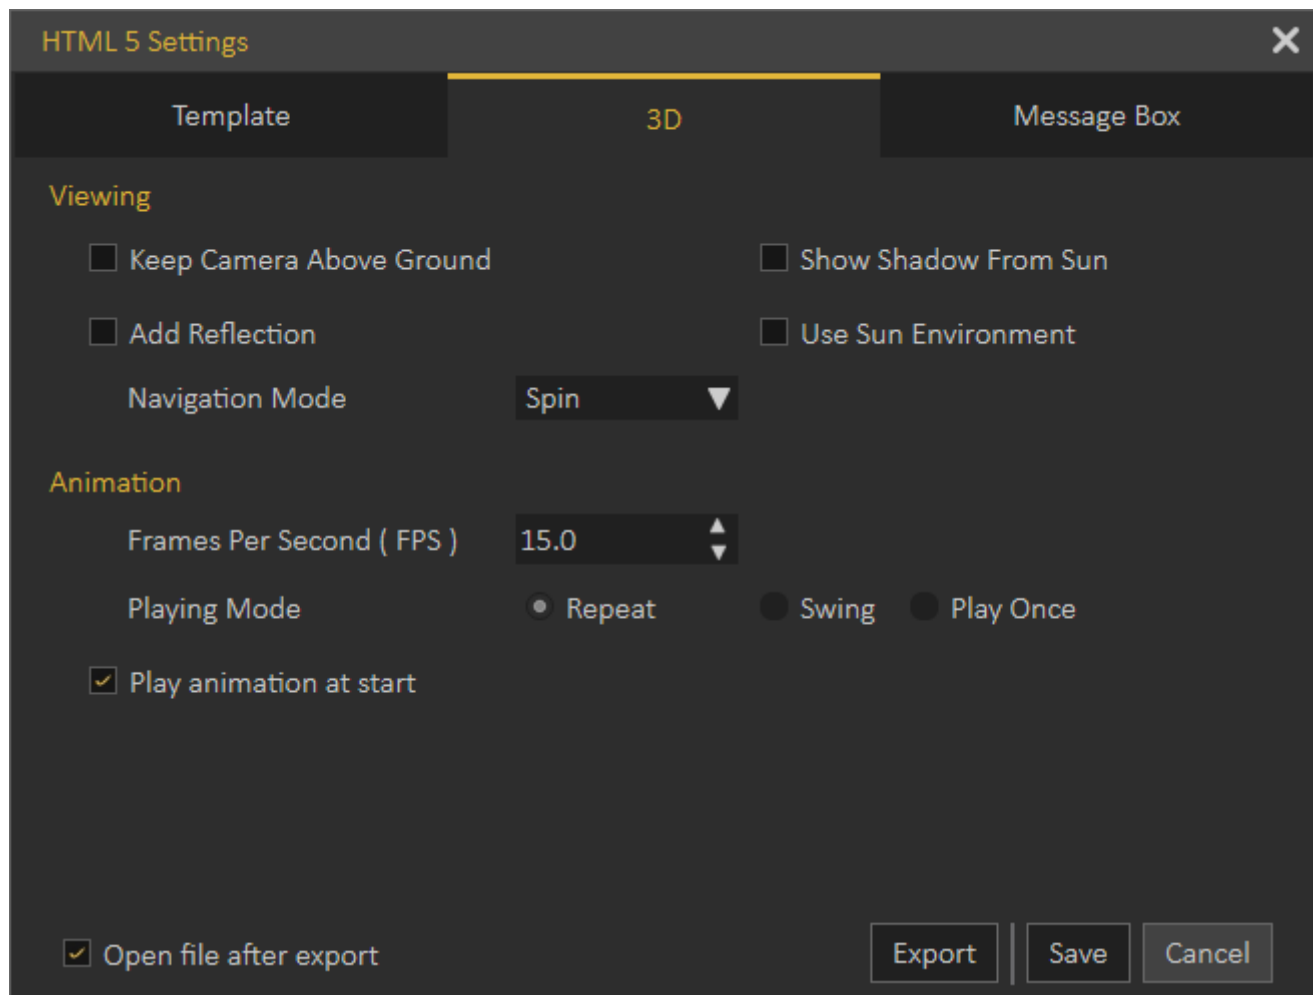 HTML 5 Settings
Template 3D Message Box
Viewing
Keep Camera Above Ground Show Shadow From Sun
Add Reflection Use Sun Environment
Navigation Mode Spin
Animation
Frames Per Second ( FPS ) 15.0
Playing Mode Repeat Swing Play Once
Play animation at start
Open file after export Export Save Cancel